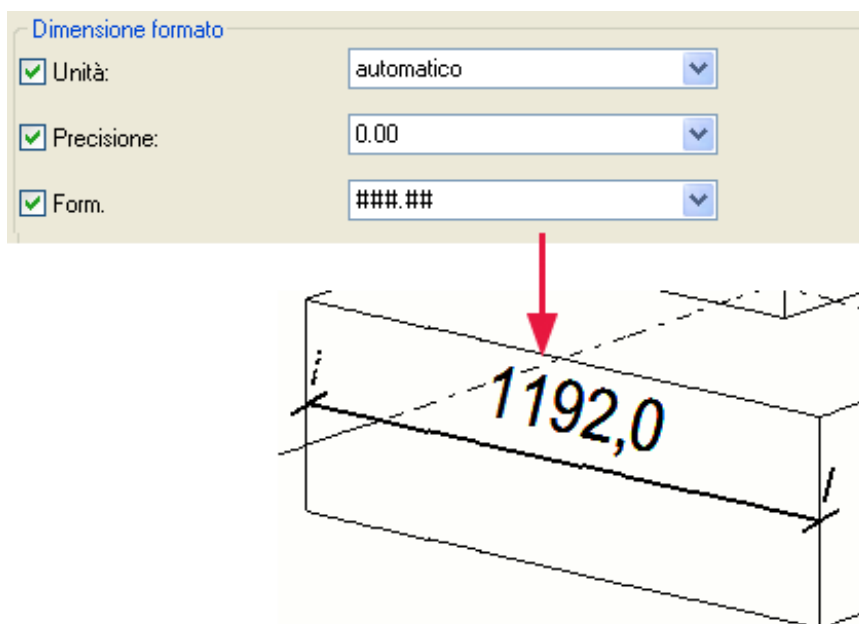 Dimensione formato
Unità: automatico
Precisione: 0.00
Form. ###.##
1192,0